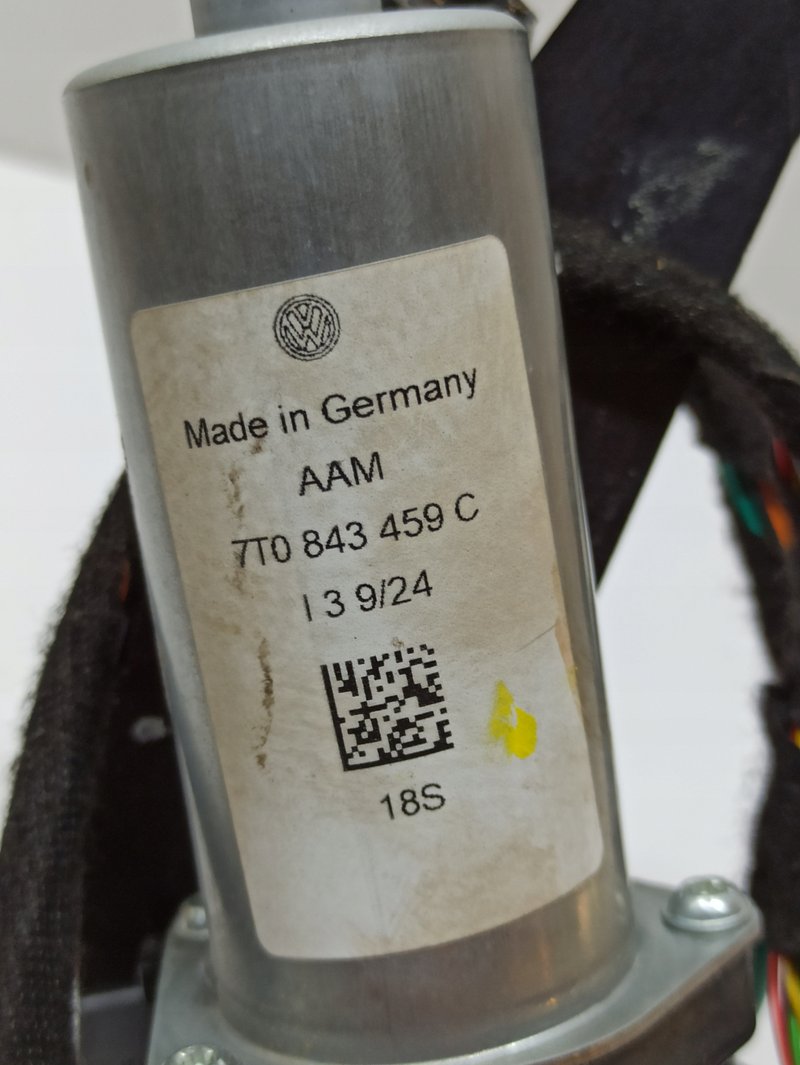 Made in Germany
AAM
7T0 843 459 C
I 3 9/24
18S